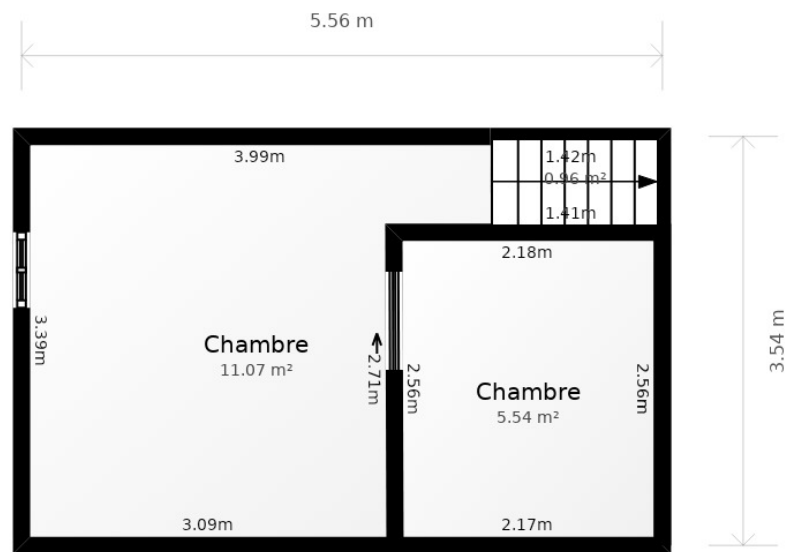 5.56 m
3.99m
1.42m
0.96 m²
1.41m
2.18m
3.39m
Chambre
11.07 m²
2.71m
2.56m
Chambre
5.54 m²
2.56m
3.54 m
3.09m
2.17m